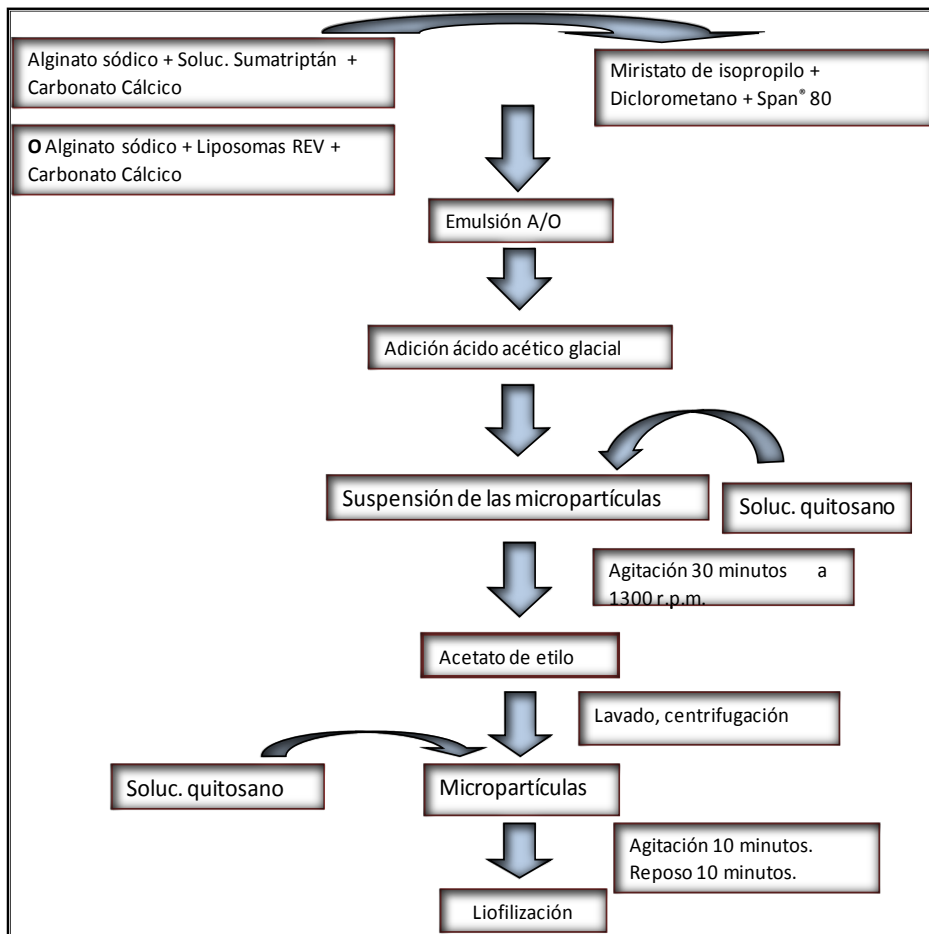 Alginato sódico + Soluc. Sumatriptán +
Carbonato Cálcico
Miristato de isopropilo +
Diclorometano + Span® 80
O Alginato sódico + Liposomas REV +
Carbonato Cálcico
Emulsión A/O
Adición ácido acético glacial
Suspensión de las micropartículas
Soluc. quitosano
Agitación 30 minutos a
1300 r.p.m.
Acetato de etilo
Lavado, centrifugación
Soluc. quitosano
Micropartículas
Agitación 10 minutos.
Reposo 10 minutos.
Liofilización